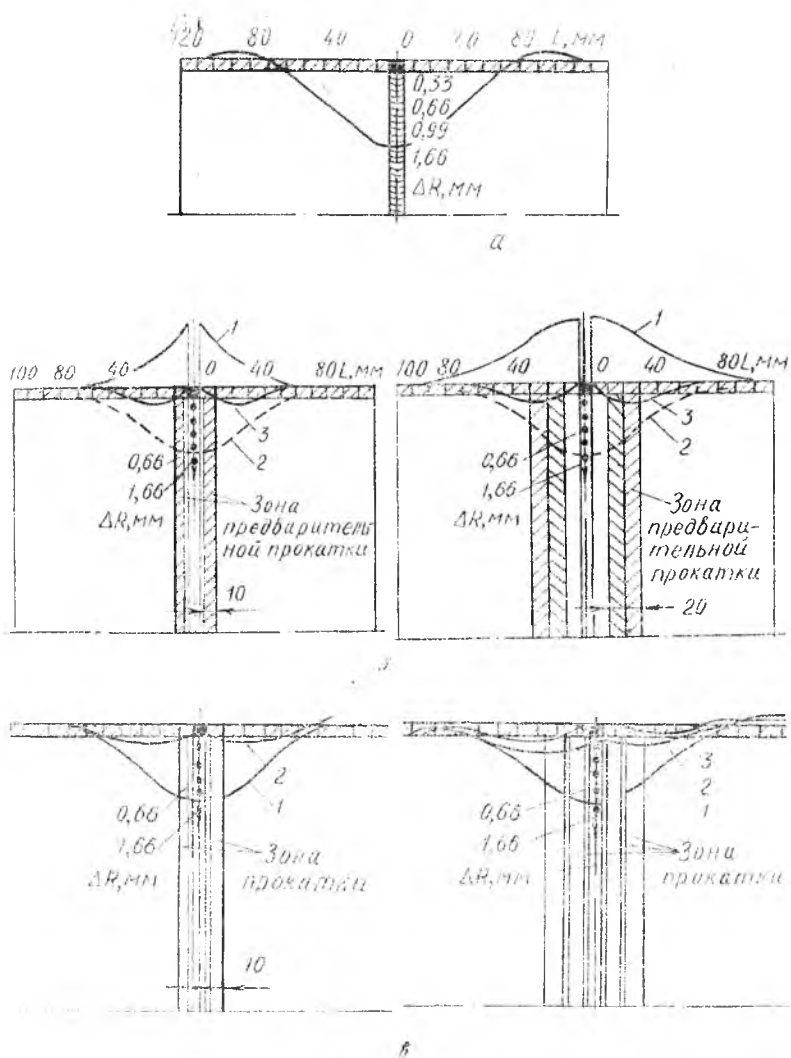 120 80 40 0 40 80 L,мм
0,33
0,66
0,99
1,66
ΔR,мм
а
1
100 80 40 0 40 80 L,мм
3
2
0,66
1,66
ΔR,мм
Зона
предваритель
ной прокатки
10
1
100 80 40 0 40 80 L,мм
3
2
0,66
1,66
ΔR,мм
Зона
предвари-
тельной
прокатки
20
2
1
0,66
1,66
ΔR,мм
Зона
прокатки
10
3
2
1
0,66
1,66
ΔR,мм
Зона
прокатки
в